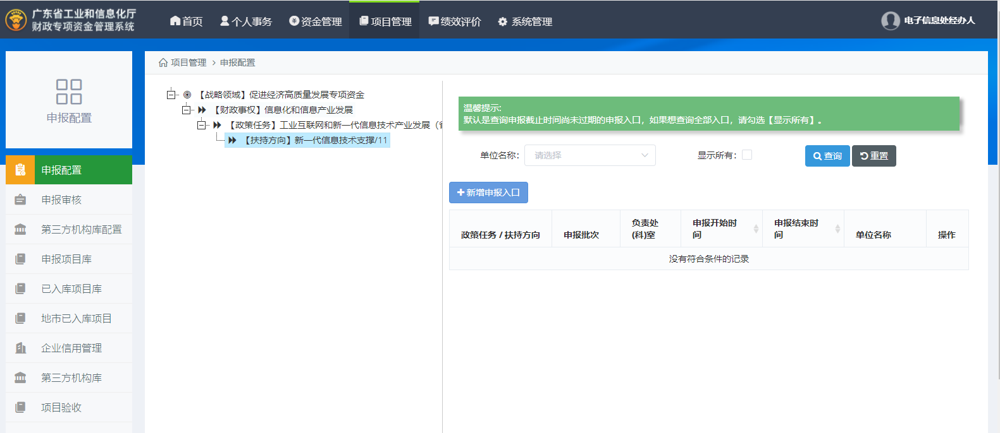 广东省工业和信息化厅
财政专项资金管理系统
首页
个人事务
资金管理
项目管理
绩效评价
系统管理
电子信息处经办人
申报配置
项目管理 > 申报配置
【战略领域】促进经济高质量发展专项资金
【财政事权】信息化和信息产业发展
【政策任务】工业互联网和新一代信息技术产业发展（
【扶持方向】新一代信息技术支撑/11
温馨提示:
默认是查询申报截止时间尚未过期的申报入口，如果想查询全部入口，请勾选【显示所有】。
单位名称：
请选择
显示所有：
查询
重置
新增申报入口
政策任务 / 扶持方向
申报批次
负责处
(科)室
申报开始时
间
申报结束时
间
单位名称
操作
没有符合条件的记录
申报配置
申报审核
第三方机构库配置
申报项目库
已入库项目库
地市已入库项目
企业信用管理
第三方机构库
项目验收